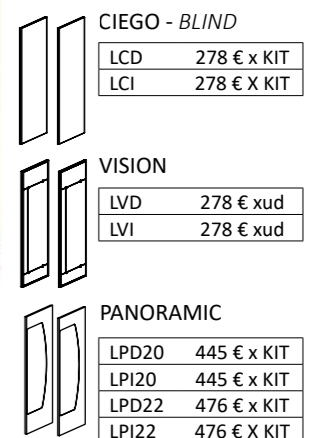 CIEGO - BLIND
LCD 278 € x KIT
LCI 278 € X KIT
VISION
LVD 278 € xud
LVI 278 € xud
PANORAMIC
LPD20 445 € x KIT
LPI20 445 € x KIT
LPD22 476 € x KIT
LPI22 476 € X KIT